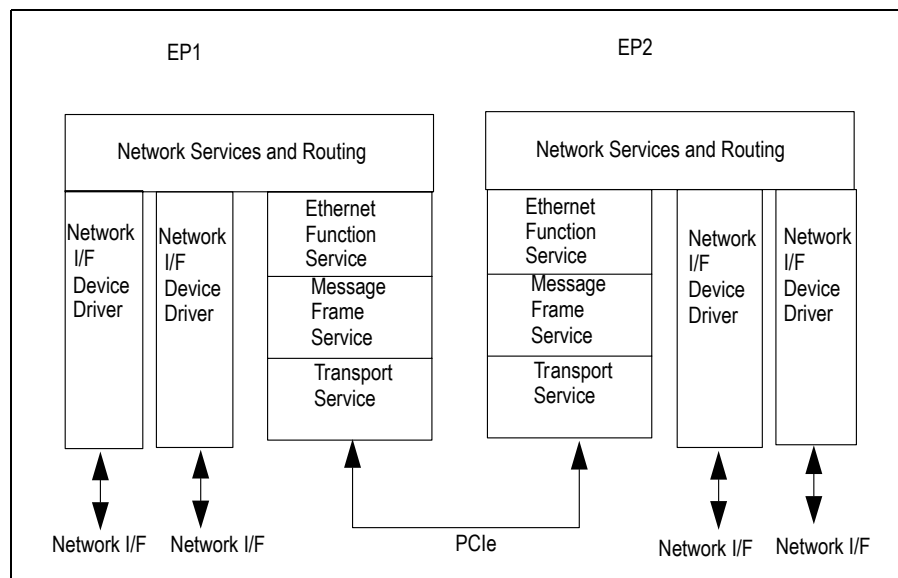 EP1
EP2
Network Services and Routing
Network Services and Routing
Network
I/F
Device
Driver
Network
I/F
Device
Driver
Ethernet
Function
Service
Message
Frame
Service
Transport
Service
Ethernet
Function
Service
Message
Frame
Service
Transport
Service
Network
I/F
Device
Driver
Network
I/F
Device
Driver
Network I/F
Network I/F
PCIe
Network I/F
Network I/F